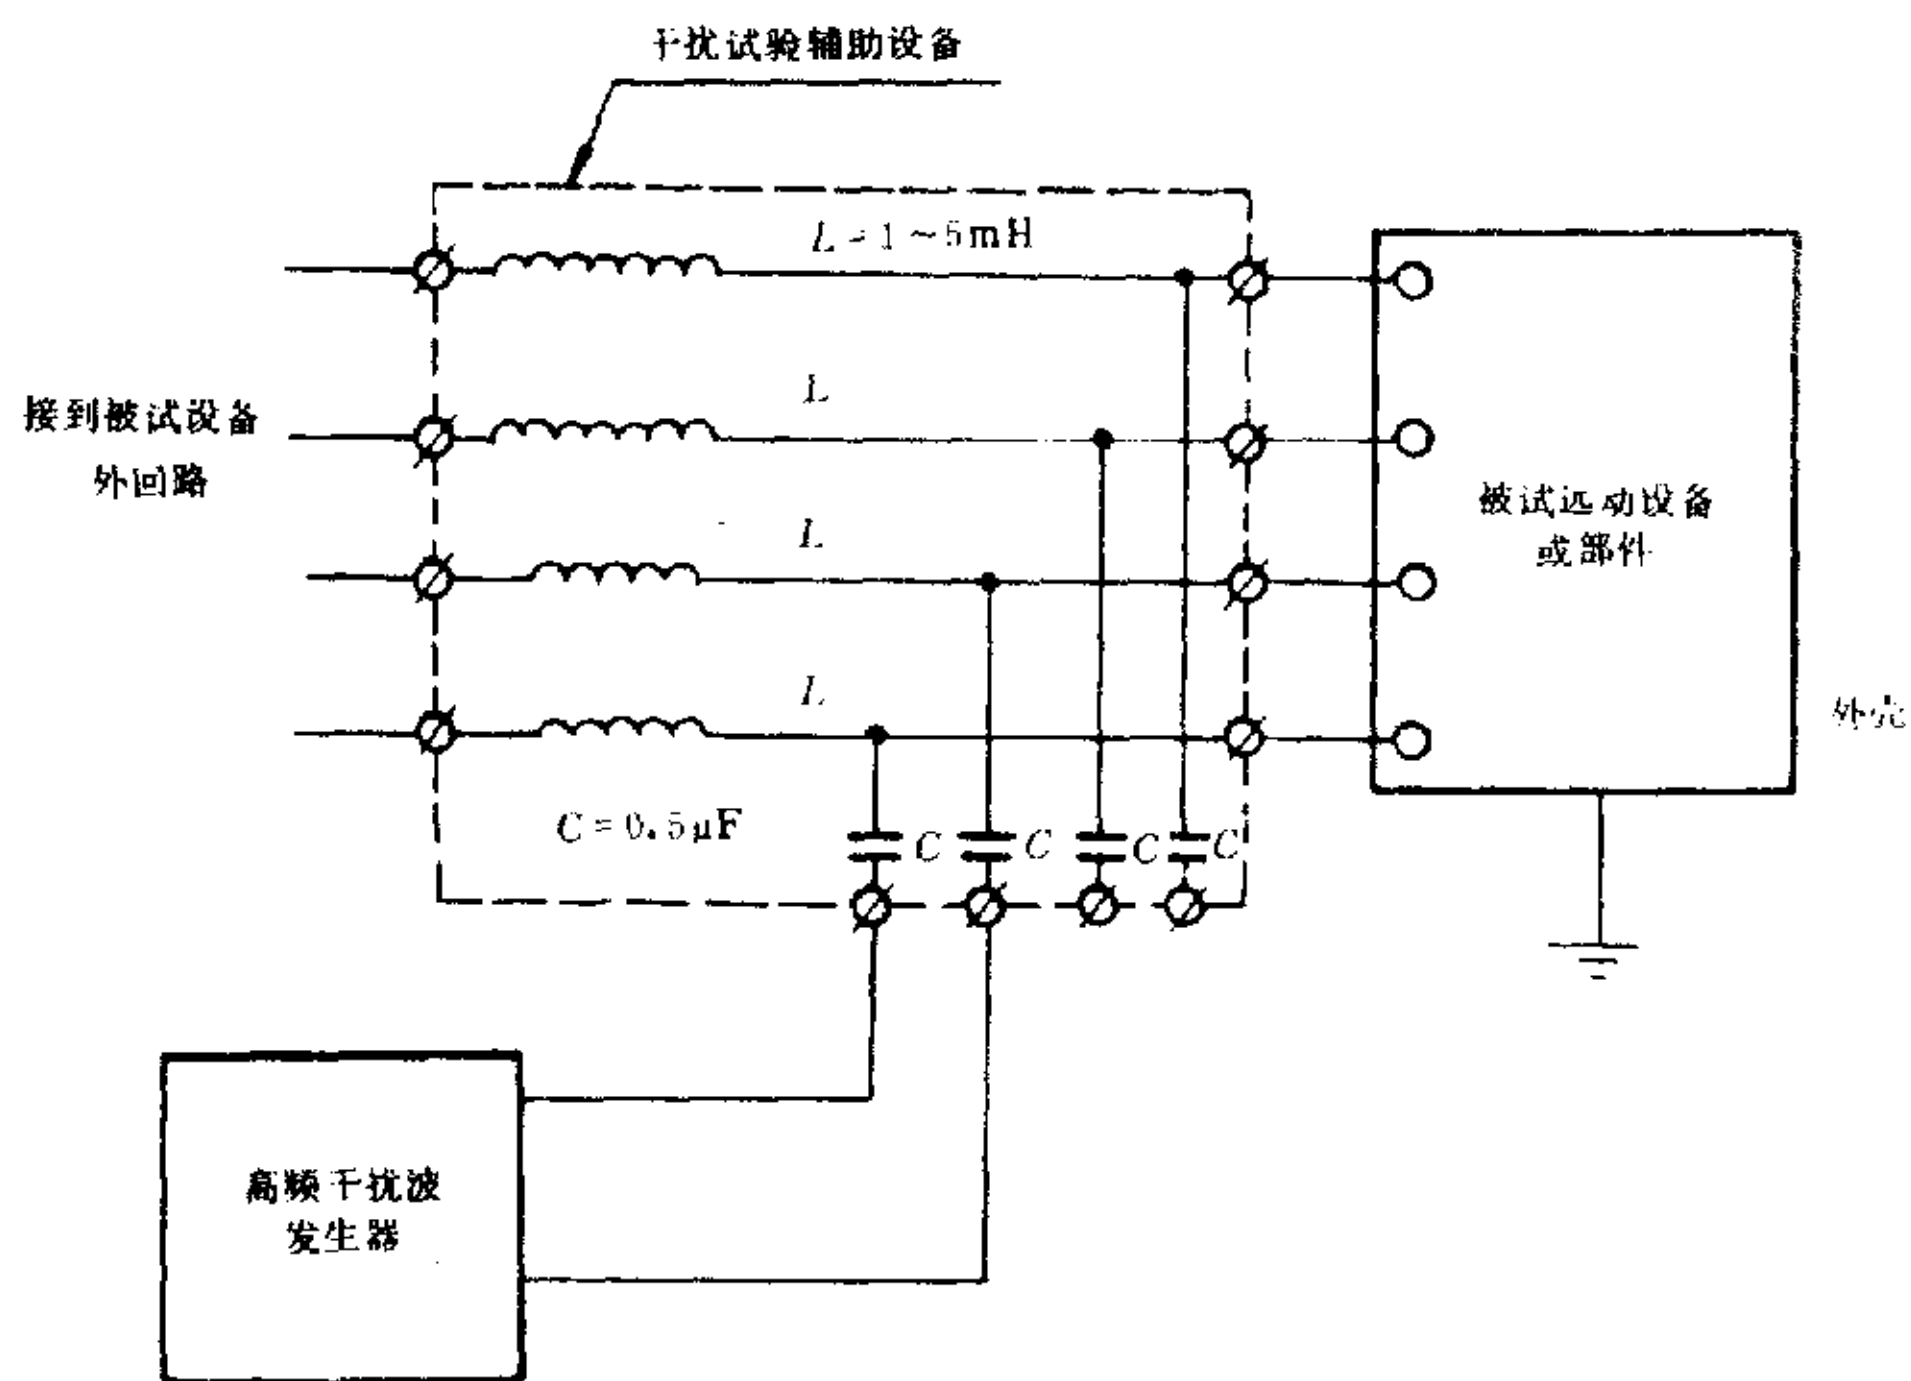 干扰试验辅助设备
L=1~5mH
L
接到被试设备
外回路
被试远动设备
或部件
L
L
外壳
C=0.5μF
C
C
C
C
高频干扰波
发生器